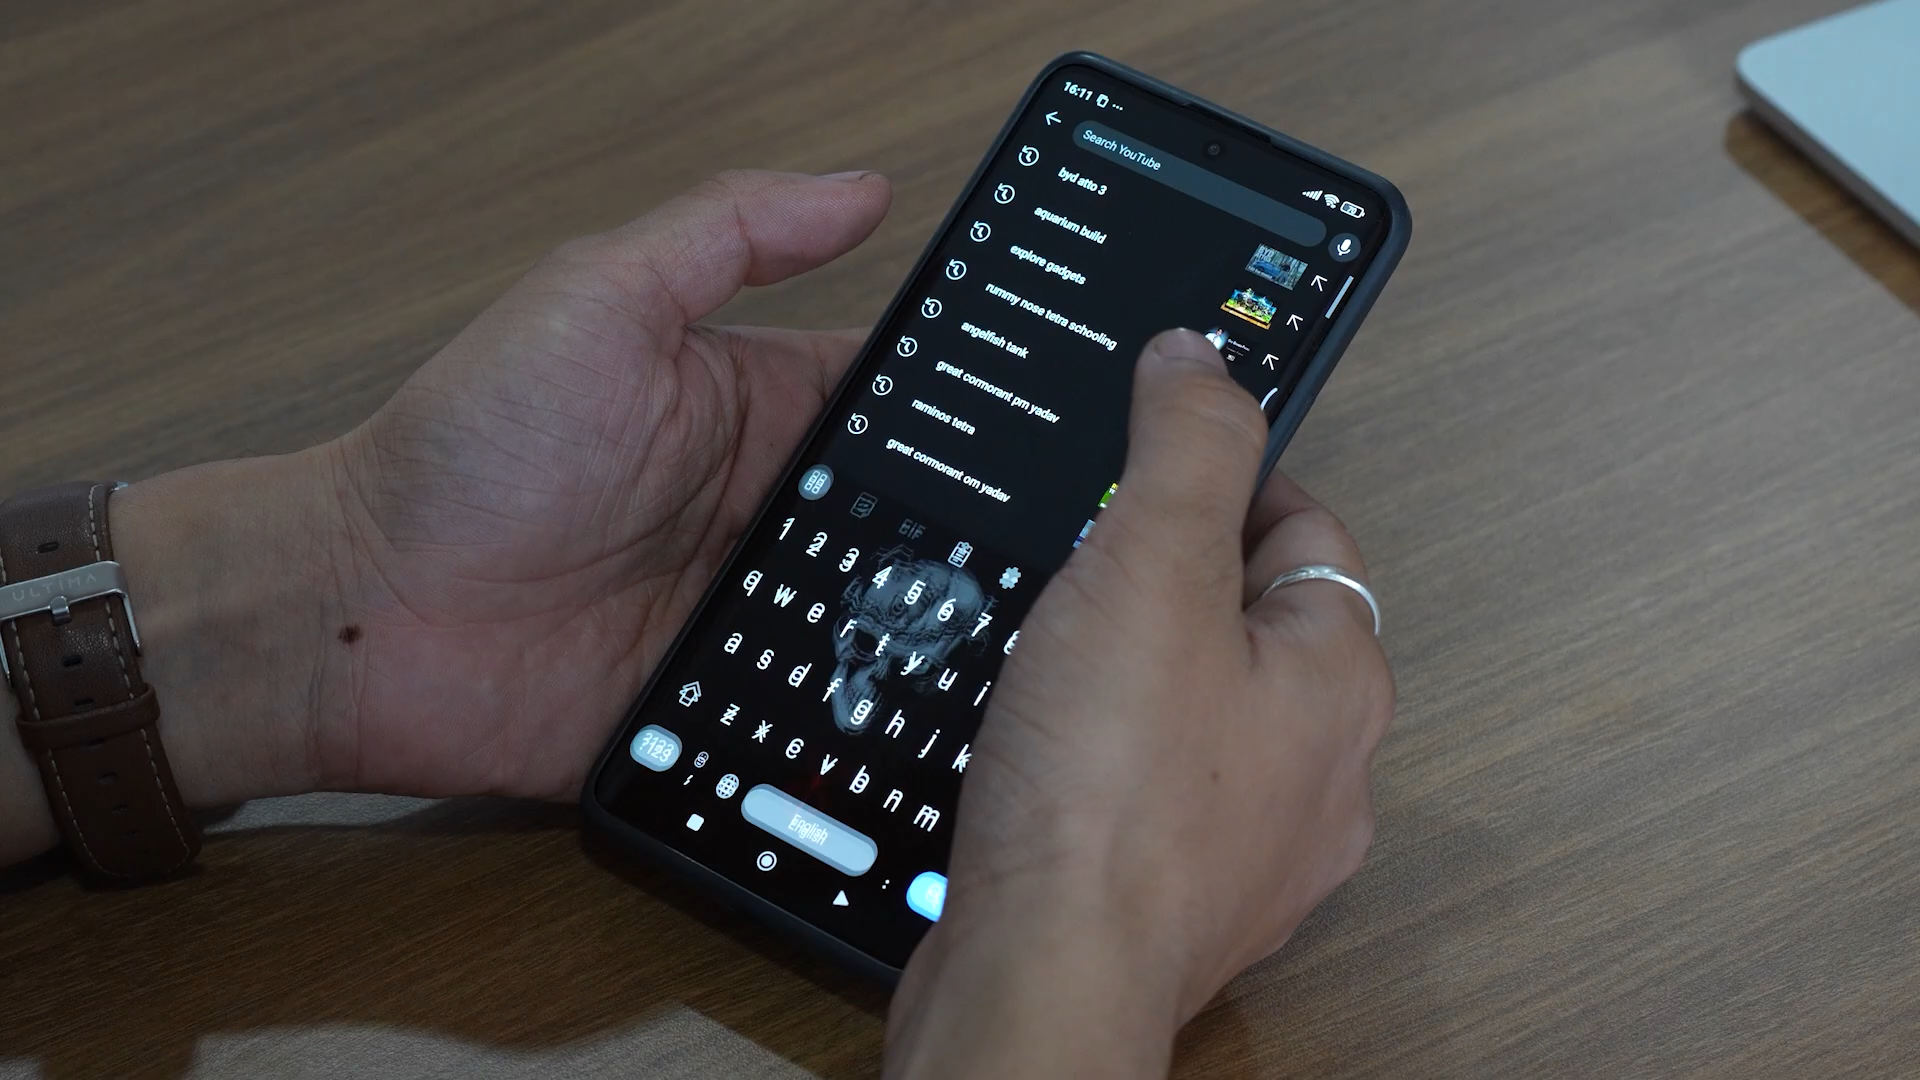 16:11
70
Search YouTube
byd atto 3
aquarium build
explore gadgets
rummy nose tetra schooling
angelfish tank
great cormorant pm yadav
raminos tetra
great cormorant om yadav
GIF
1 2 3 4 5 6 7
q w e r t y u i
a s d f g h j k
z x c v b n m
?123
English
ULTIMA